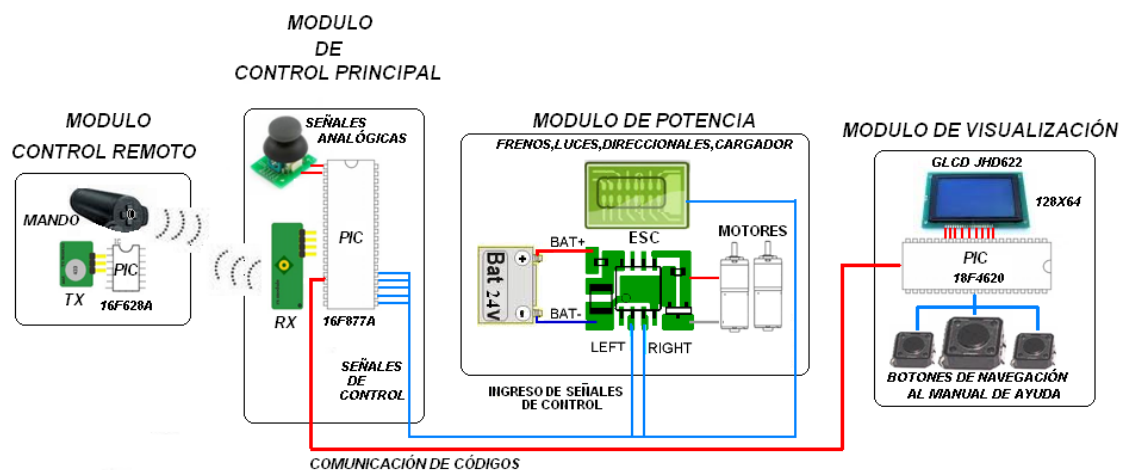 MODULO
CONTROL REMOTO
MANDO
PIC
TX
16F628A
MODULO
DE
CONTROL PRINCIPAL
SEÑALES
ANALÓGICAS
PIC
RX
16F877A
SEÑALES
DE
CONTROL
MODULO DE POTENCIA
FRENOS,LUCES,DIRECCIONALES,CARGADOR
ESC
MOTORES
BAT+
Bat 24V
BAT-
LEFT
RIGHT
INGRESO DE SEÑALES
DE CONTROL
MODULO DE VISUALIZACIÓN
GLCD JHD622
128X64
PIC
18F4620
BOTONES DE NAVEGACIÓN
AL MANUAL DE AYUDA
COMUNICACIÓN DE CÓDIGOS